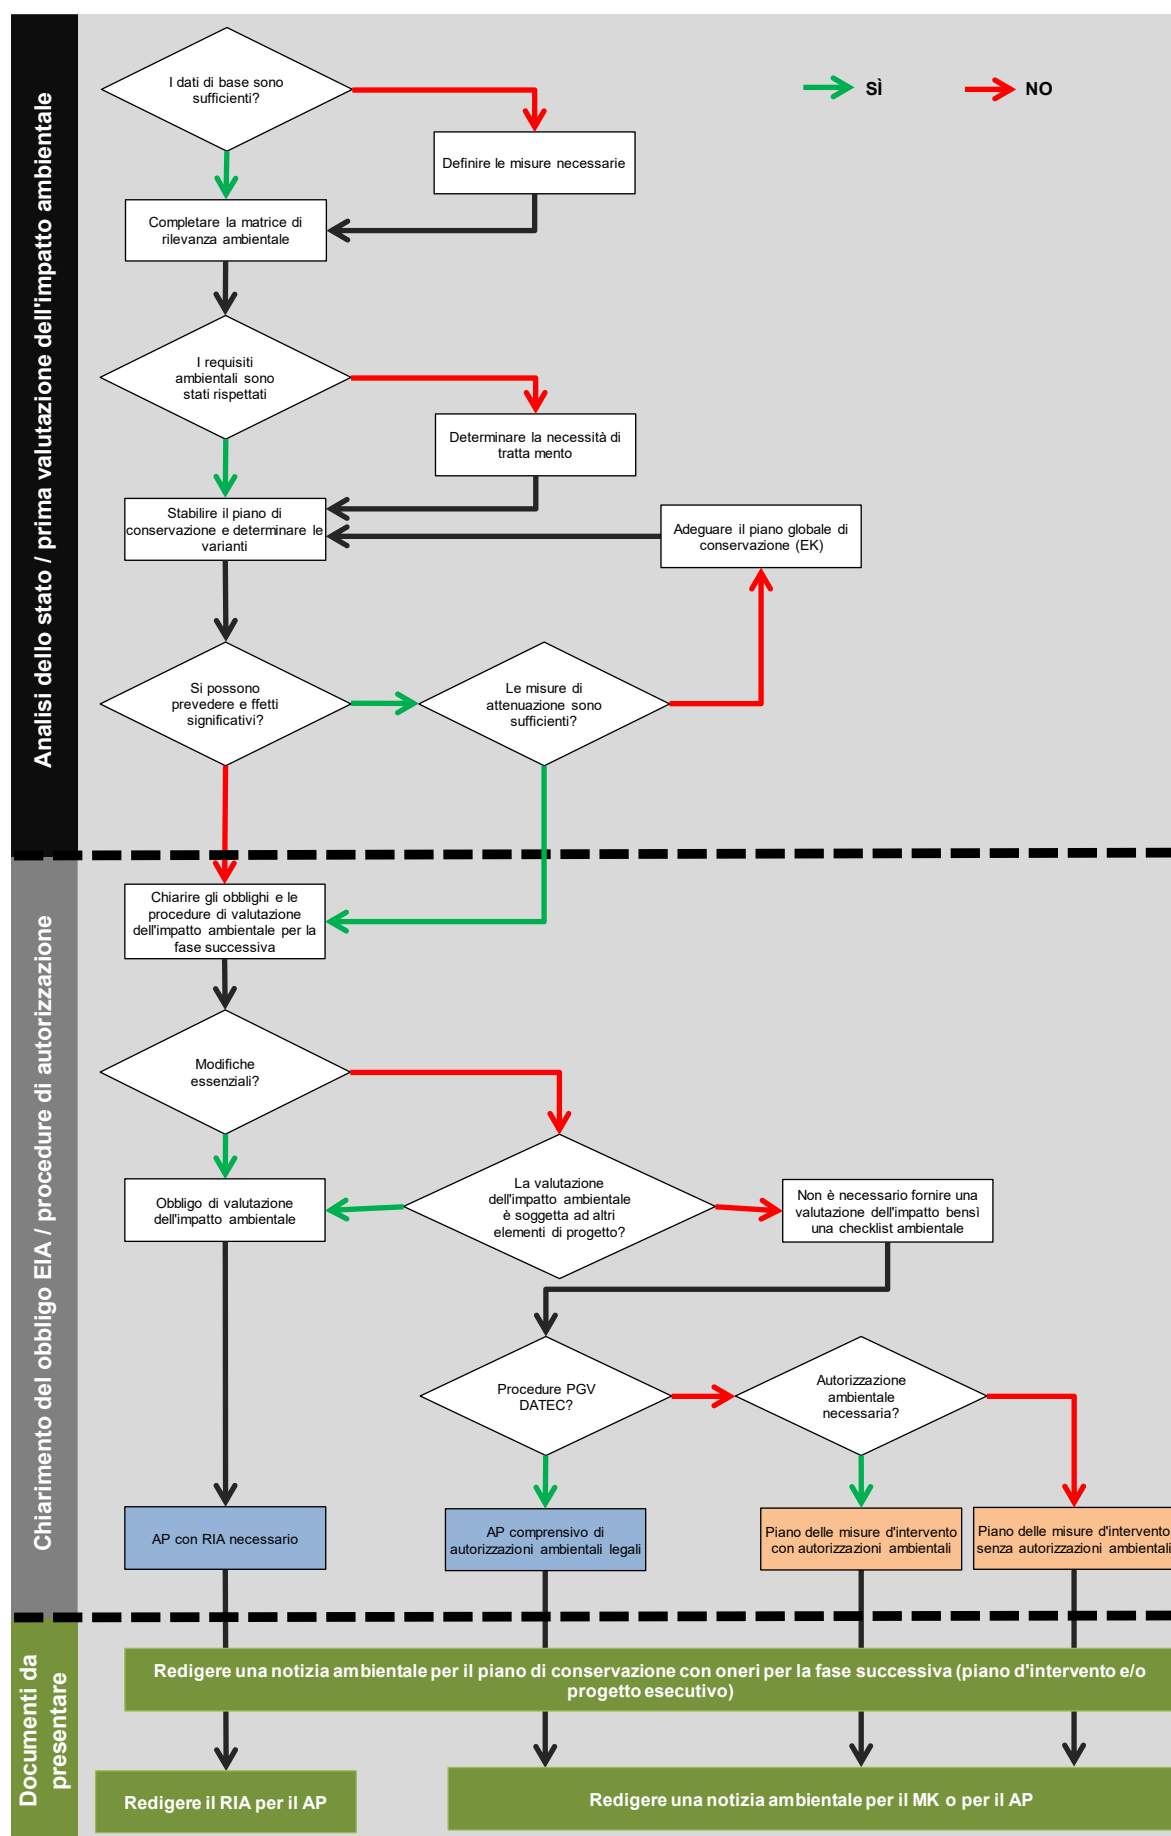 Analisi dello stato / prima valutazione dell'impatto ambientale
I dati di base sono
sufficienti?
SÌ
NO
Definire le misure necessarie
Completare la matrice di
rilevanza ambientale
I requisiti
ambientali sono
stati rispettati
Determinare la necessità di
tratta mento
Stabilire il piano di
conservazione e determinare le
varianti
Adeguare il piano globale di
conservazione (EK)
Si possono
prevedere e ffetti
significativi?
Le misure di
attenuazione sono
sufficienti?
Chiarimento del obbligo EIA / procedure di autorizzazione
Chiarire gli obblighi e le
procedure di valutazione
dell'impatto ambientale per la
fase successiva
Modifiche
essenziali?
Obbligo di valutazione
dell'impatto ambientale
La valutazione
dell'impatto ambientale
è soggetta ad altri
elementi di progetto?
Non è necessario fornire una
valutazione dell'impatto bensì
una checklist ambientale
Procedure PGV
DATEC?
Autorizzazione
ambientale
necessaria?
AP con RIA necessario
AP comprensivo di
autorizzazioni ambientali legali
Piano delle misure d'intervento
con autorizzazioni ambientali
Piano delle misure d'intervento
senza autorizzazioni ambientali
Documenti da
presentare
Redigere una notizia ambientale per il piano di conservazione con oneri per la fase successiva (piano d'intervento e/o
progetto esecutivo)
Redigere il RIA per il AP
Redigere una notizia ambientale per il MK o per il AP